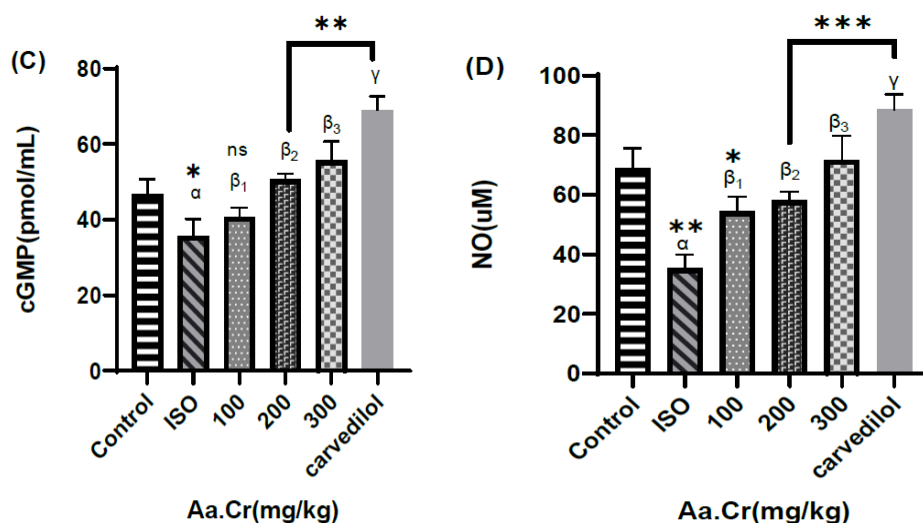 (C)
**
80
γ
60
β₃
ns
β₂
*
β₁
α
40
20
0
cGMP(pmol/mL)
Control
ISO
100
200
300
carvedilol
Aa.Cr(mg/kg)
(D)
***
100
γ
80
β₃
*
β₂
β₁
60
**
α
40
20
0
NO(uM)
Control
ISO
100
200
300
carvedilol
Aa.Cr(mg/kg)